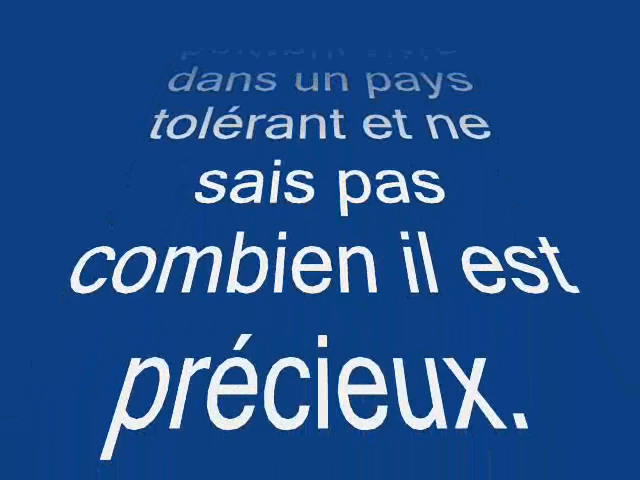 dans un pays
tolérant et ne
sais pas
combien il est
précieux.